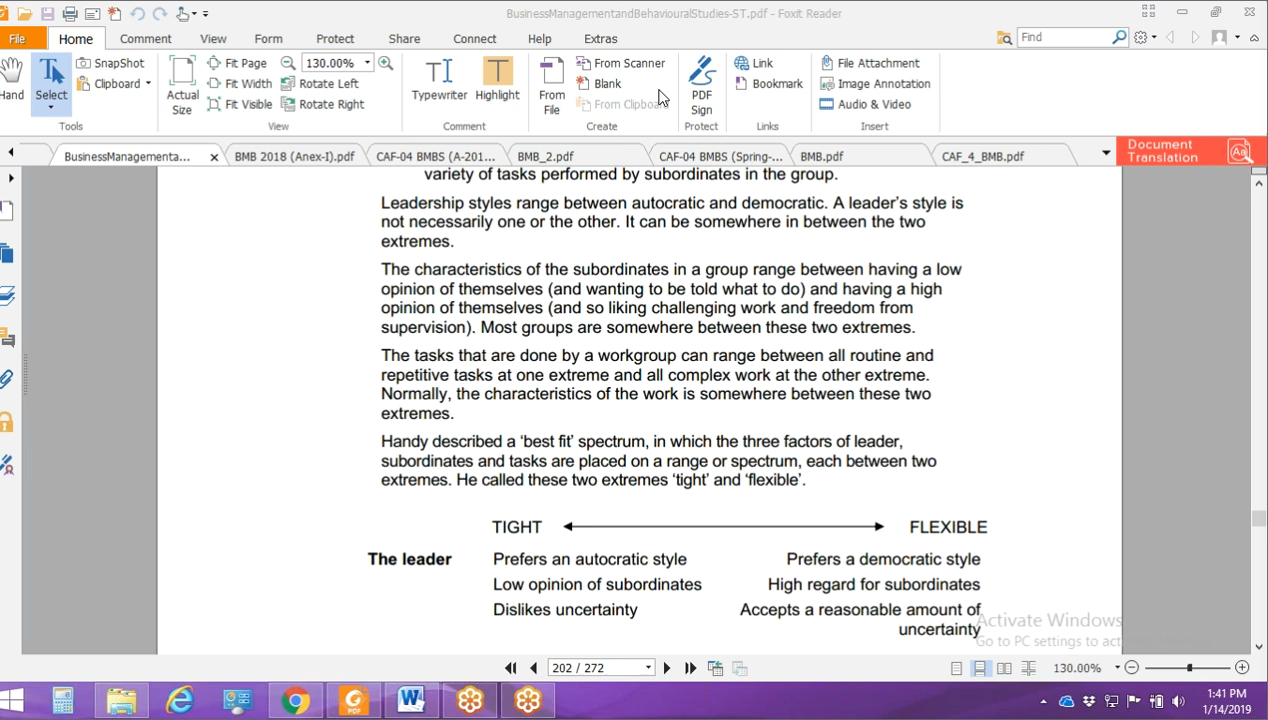 BusinessManagementandBehaviouralStudies-ST.pdf - Foxit Reader
File Home Comment View Form Protect Share Connect Help Extras Find
Hand Select SnapShot Clipboard Actual Size Fit Page Fit Width Fit Visible 130.00% Rotate Left Rotate Right Typewriter Highlight From File From Scanner Blank From Clipboard PDF Sign Link Bookmark File Attachment Image Annotation Audio & Video
Tools View Comment Create Protect Links Insert
BusinessManagementa... BMB 2018 (Anex-I).pdf CAF-04 BMBS (A-201... BMB_2.pdf CAF-04 BMBS (Spring-... BMB.pdf CAF_4_BMB.pdf Document Translation
variety of tasks performed by subordinates in the group.
Leadership styles range between autocratic and democratic. A leader's style is
not necessarily one or the other. It can be somewhere in between the two
extremes.
The characteristics of the subordinates in a group range between having a low
opinion of themselves (and wanting to be told what to do) and having a high
opinion of themselves (and so liking challenging work and freedom from
supervision). Most groups are somewhere between these two extremes.
The tasks that are done by a workgroup can range between all routine and
repetitive tasks at one extreme and all complex work at the other extreme.
Normally, the characteristics of the work is somewhere between these two
extremes.
Handy described a 'best fit' spectrum, in which the three factors of leader,
subordinates and tasks are placed on a range or spectrum, each between two
extremes. He called these two extremes 'tight' and 'flexible'.
TIGHT FLEXIBLE
The leader Prefers an autocratic style Prefers a democratic style
Low opinion of subordinates High regard for subordinates
Dislikes uncertainty Accepts a reasonable amount of
uncertainty
Activate Windows
Go to PC settings to act
202 / 272 130.00%
1:41 PM
1/14/2019